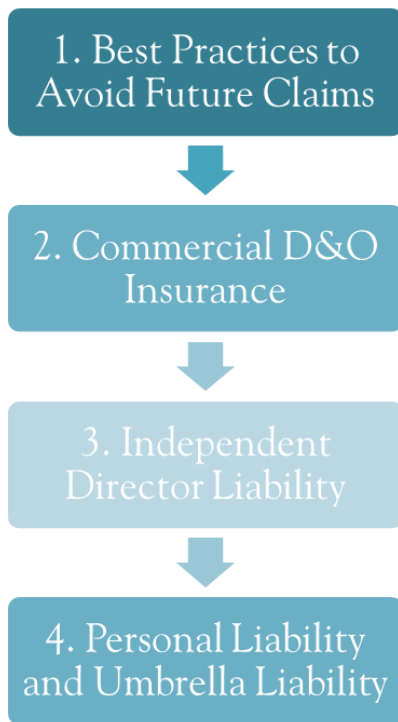 1. Best Practices to
Avoid Future Claims
2. Commercial D&O
Insurance
3. Independent
Director Liability
4. Personal Liability
and Umbrella Liability